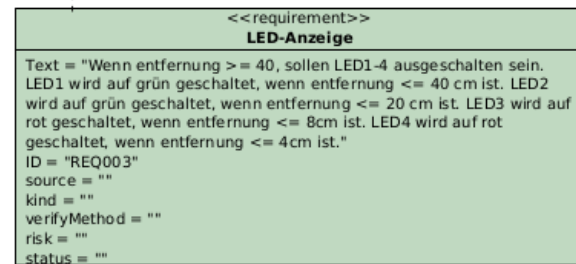 <<requirement>>
LED-Anzeige
Text = "Wenn entfernung >= 40, sollen LED1-4 ausgeschalten sein.
LED1 wird auf grün geschaltet, wenn entfernung <= 40 cm ist. LED2
wird auf grün geschaltet, wenn entfernung <= 20 cm ist. LED3 wird auf
rot geschaltet, wenn entfernung <= 8cm ist. LED4 wird auf rot
geschaltet, wenn entfernung <= 4cm ist."
ID = "REQ003"
source = ""
kind = ""
verifyMethod = ""
risk = ""
status = ""